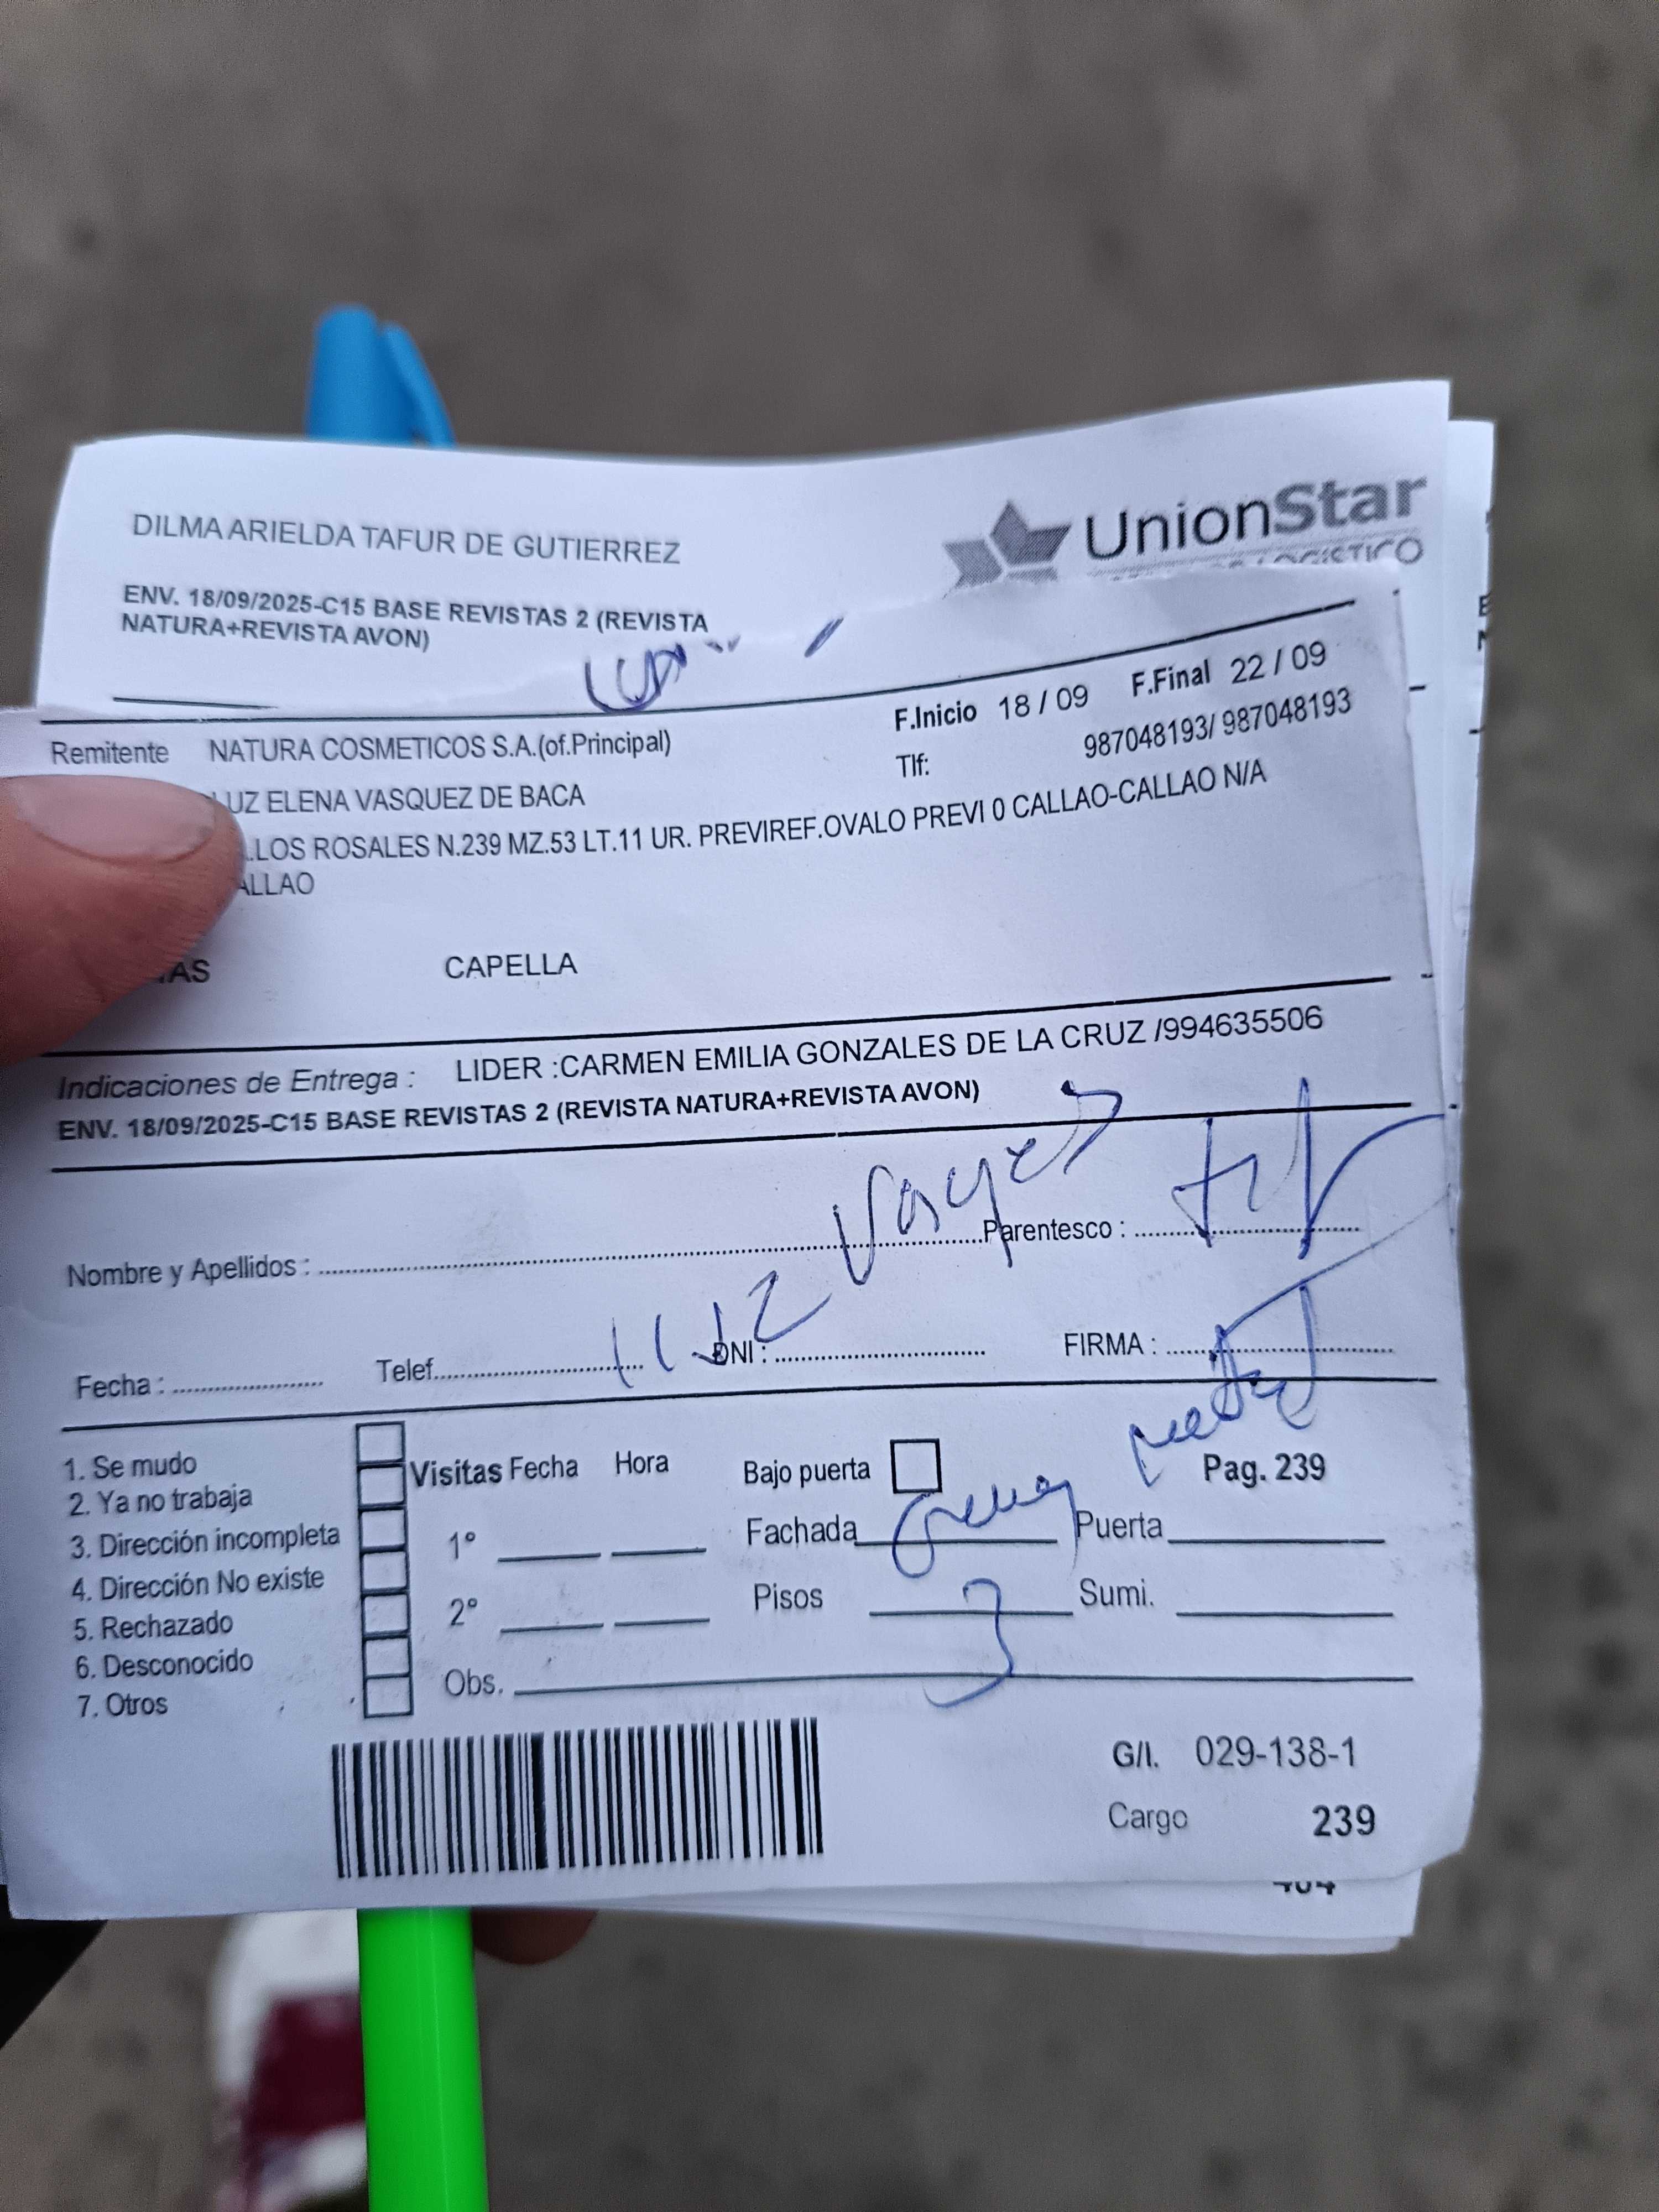 DILMA ARIELDA TAFUR DE GUTIERREZ
UnionStar
LOGISTICO
ENV. 18/09/2025-C15 BASE REVISTAS 2 (REVISTA
NATURA+REVISTA AVON)
F.Inicio 18 / 09 F.Final 22 / 09
Remitente NATURA COSMETICOS S.A.(of.Principal)
Tlf: 987048193/ 987048193
LUZ ELENA VASQUEZ DE BACA
.LOS ROSALES N.239 MZ.53 LT.11 UR. PREVIREF.OVALO PREVI 0 CALLAO-CALLAO N/A
ALLAO
AS CAPELLA
Indicaciones de Entrega : LIDER :CARMEN EMILIA GONZALES DE LA CRUZ /994635506
ENV. 18/09/2025-C15 BASE REVISTAS 2 (REVISTA NATURA+REVISTA AVON)
Nombre y Apellidos : Parentesco :
Fecha : Telef. DNI : FIRMA :
1. Se mudo
2. Ya no trabaja
3. Dirección incompleta
4. Dirección No existe
5. Rechazado
6. Desconocido
7. Otros
Visitas Fecha Hora
1°
2°
Obs.
Bajo puerta Pag. 239
Fachada Puerta
Pisos 3 Sumi.
G/I. 029-138-1
Cargo 239
404